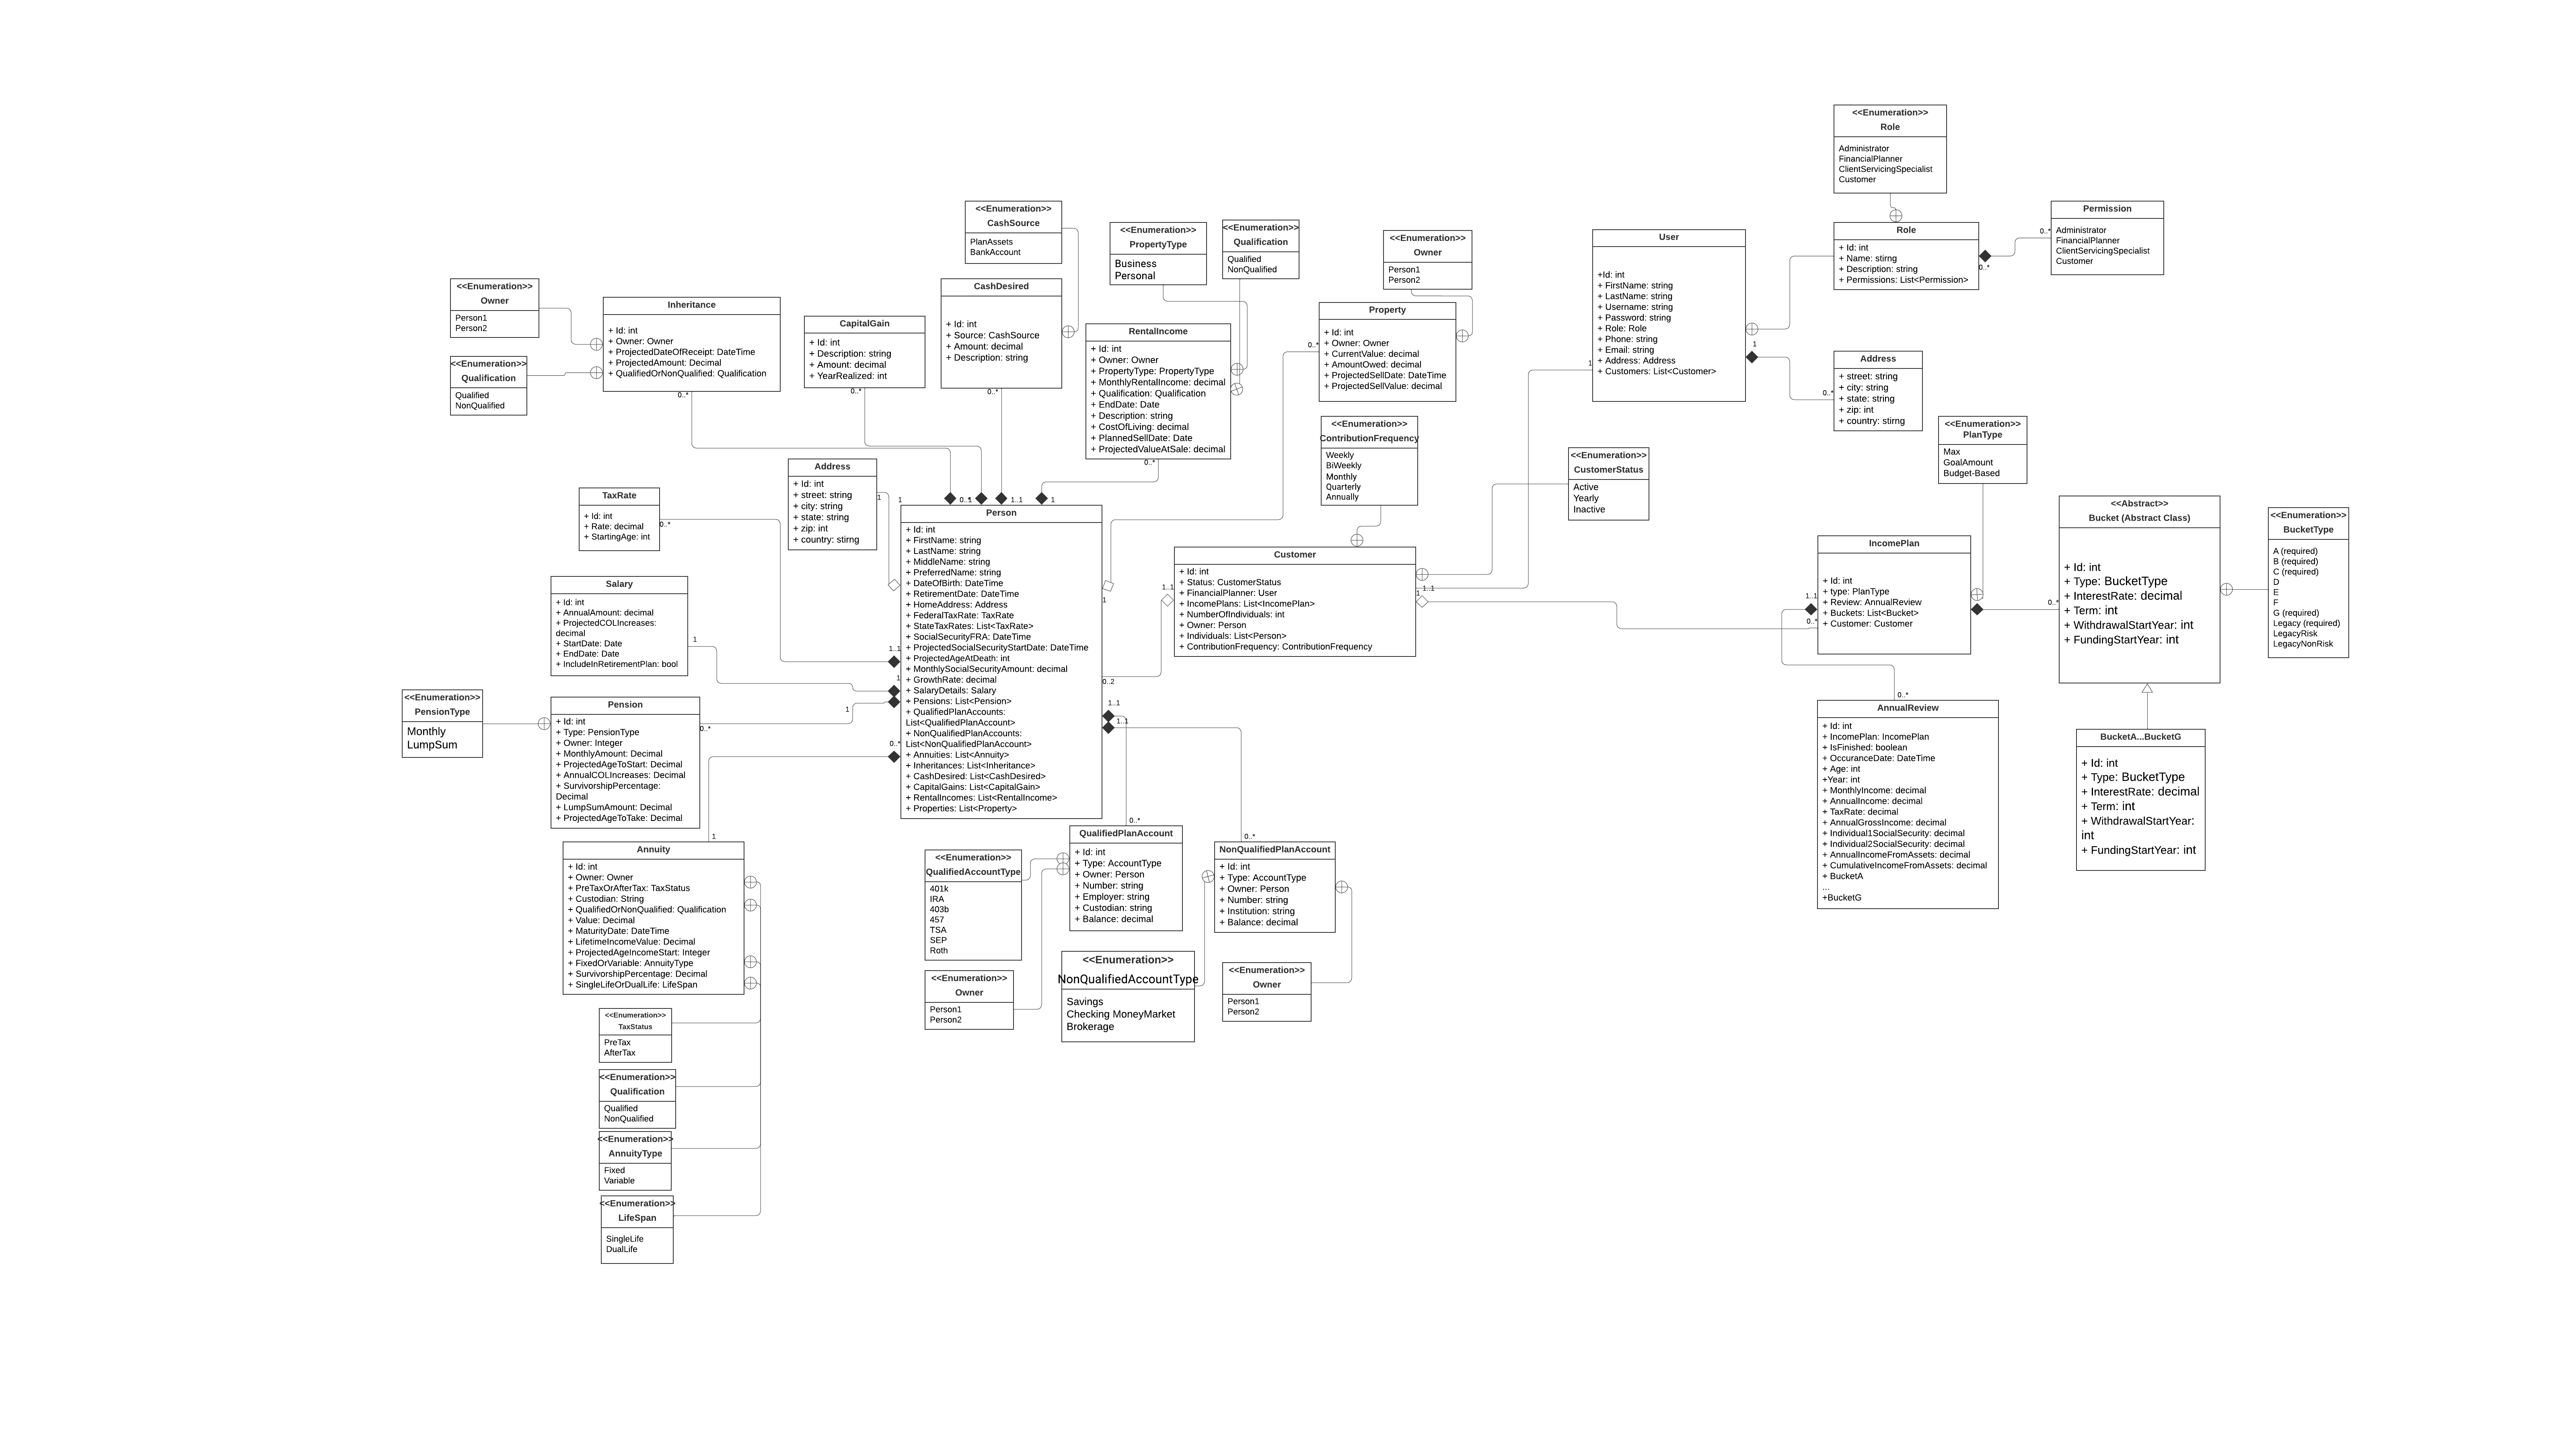 <<Enumeration>>
Role
Administrator
FinancialPlanner
ClientServicingSpecialist
Customer
<<Enumeration>>
CashSource
PlanAssets
BankAccount
<<Enumeration>>
PropertyType
Business
Personal
<<Enumeration>>
Qualification
Qualified
NonQualified
<<Enumeration>>
Owner
Person1
Person2
User
+Id: int
+ FirstName: string
+ LastName: string
+ Username: string
+ Password: string
+ Role: Role
+ Phone: string
+ Email: string
+ Address: Address
+ Customers: List<Customer>
1
1
Role
+ Id: int
+ Name: stirng
+ Description: string
+ Permissions: List<Permission>
0..*
0..*
Permission
Administrator
FinancialPlanner
ClientServicingSpecialist
Customer
<<Enumeration>>
Owner
Person1
Person2
<<Enumeration>>
Qualification
Qualified
NonQualified
Inheritance
+ Id: int
+ Owner: Owner
+ ProjectedDateOfReceipt: DateTime
+ ProjectedAmount: Decimal
+ QualifiedOrNonQualified: Qualification
0..*
CapitalGain
+ Id: int
+ Description: string
+ Amount: decimal
+ YearRealized: int
0..*
CashDesired
+ Id: int
+ Source: CashSource
+ Amount: decimal
+ Description: string
0..*
RentalIncome
+ Id: int
+ Owner: Owner
+ PropertyType: PropertyType
+ MonthlyRentalIncome: decimal
+ Qualification: Qualification
+ EndDate: Date
+ Description: string
+ CostOfLiving: decimal
+ PlannedSellDate: Date
+ ProjectedValueAtSale: decimal
0..*
Property
+ Id: int
+ Owner: Owner
+ CurrentValue: decimal
+ AmountOwed: decimal
+ ProjectedSellDate: DateTime
+ ProjectedSellValue: decimal
0..*
Address
+ street: string
+ city: string
+ state: string
+ zip: int
+ country: stirng
0..*
<<Enumeration>>
ContributionFrequency
Weekly
BiWeekly
Monthly
Quarterly
Annually
<<Enumeration>>
CustomerStatus
Active
Yearly
Inactive
<<Enumeration>>
PlanType
Max
GoalAmount
Budget-Based
TaxRate
+ Id: int
+ Rate: decimal
+ StartingAge: int
0..*
Address
+ Id: int
+ street: string
+ city: string
+ state: string
+ zip: int
+ country: stirng
1
1
0..1
1..1
1
Person
+ Id: int
+ FirstName: string
+ LastName: string
+ MiddleName: string
+ PreferredName: string
+ DateOfBirth: DateTime
+ RetirementDate: DateTime
+ HomeAddress: Address
+ FederalTaxRate: TaxRate
+ StateTaxRates: List<TaxRate>
+ SocialSecurityFRA: DateTime
+ ProjectedSocialSecurityStartDate: DateTime
+ ProjectedAgeAtDeath: int
+ MonthlySocialSecurityAmount: decimal
+ GrowthRate: decimal
+ SalaryDetails: Salary
+ Pensions: List<Pension>
+ QualifiedPlanAccounts:
List<QualifiedPlanAccount>
+ NonQualifiedPlanAccounts:
List<NonQualifiedPlanAccount>
+ Annuities: List<Annuity>
+ Inheritances: List<Inheritance>
+ CashDesired: List<CashDesired>
+ CapitalGains: List<CapitalGain>
+ RentalIncomes: List<RentalIncome>
+ Properties: List<Property>
1..1
1
1
0..*
1
0..2
1..1
1..1
Customer
+ Id: int
+ Status: CustomerStatus
+ FinancialPlanner: User
+ IncomePlans: List<IncomePlan>
+ NumberOfIndividuals: int
+ Owner: Person
+ Individuals: List<Person>
+ ContributionFrequency: ContributionFrequency
1..1
1
1..1
IncomePlan
+ Id: int
+ type: PlanType
+ Review: AnnualReview
+ Buckets: List<Bucket>
+ Customer: Customer
1..1
0..*
<<Abstract>>
Bucket (Abstract Class)
+ Id: int
+ Type: BucketType
+ InterestRate: decimal
+ Term: int
+ WithdrawalStartYear: int
+ FundingStartYear: int
0..*
<<Enumeration>>
BucketType
A (required)
B (required)
C (required)
D
E
F
G (required)
Legacy (required)
LegacyRisk
LegacyNonRisk
Salary
+ Id: int
+ AnnualAmount: decimal
+ ProjectedCOLIncreases:
decimal
+ StartDate: Date
+ EndDate: Date
+ IncludeInRetirementPlan: bool
1
<<Enumeration>>
PensionType
Monthly
LumpSum
Pension
+ Id: int
+ Type: PensionType
+ Owner: Integer
+ MonthlyAmount: Decimal
+ ProjectedAgeToStart: Decimal
+ AnnualCOLIncreases: Decimal
+ SurvivorshipPercentage:
Decimal
+ LumpSumAmount: Decimal
+ ProjectedAgeToTake: Decimal
0..*
AnnualReview
+ Id: int
+ IncomePlan: IncomePlan
+ IsFinished: boolean
+ OccuranceDate: DateTime
+ Age: int
+Year: int
+ MonthlyIncome: decimal
+ AnnualIncome: decimal
+ TaxRate: decimal
+ AnnualGrossIncome: decimal
+ Individual1SocialSecurity: decimal
+ Individual2SocialSecurity: decimal
+ AnnualIncomeFromAssets: decimal
+ CumulativeIncomeFromAssets: decimal
+ BucketA
...
+BucketG
0..*
BucketA...BucketG
+ Id: int
+ Type: BucketType
+ InterestRate: decimal
+ Term: int
+ WithdrawalStartYear:
int
+ FundingStartYear: int
Annuity
+ Id: int
+ Owner: Owner
+ PreTaxOrAfterTax: TaxStatus
+ Custodian: String
+ QualifiedOrNonQualified: Qualification
+ Value: Decimal
+ MaturityDate: DateTime
+ LifetimeIncomeValue: Decimal
+ ProjectedAgeIncomeStart: Integer
+ FixedOrVariable: AnnuityType
+ SurvivorshipPercentage: Decimal
+ SingleLifeOrDualLife: LifeSpan
1
<<Enumeration>>
QualifiedAccountType
401k
IRA
403b
457
TSA
SEP
Roth
QualifiedPlanAccount
+ Id: int
+ Type: AccountType
+ Owner: Person
+ Number: string
+ Employer: string
+ Custodian: string
+ Balance: decimal
0..*
NonQualifiedPlanAccount
+ Id: int
+ Type: AccountType
+ Owner: Person
+ Number: string
+ Institution: string
+ Balance: decimal
0..*
<<Enumeration>>
Owner
Person1
Person2
<<Enumeration>>
NonQualifiedAccountType
Savings
Checking MoneyMarket
Brokerage
<<Enumeration>>
Owner
Person1
Person2
<<Enumeration>>
TaxStatus
PreTax
AfterTax
<<Enumeration>>
Qualification
Qualified
NonQualified
<<Enumeration>>
AnnuityType
Fixed
Variable
<<Enumeration>>
LifeSpan
SingleLife
DualLife